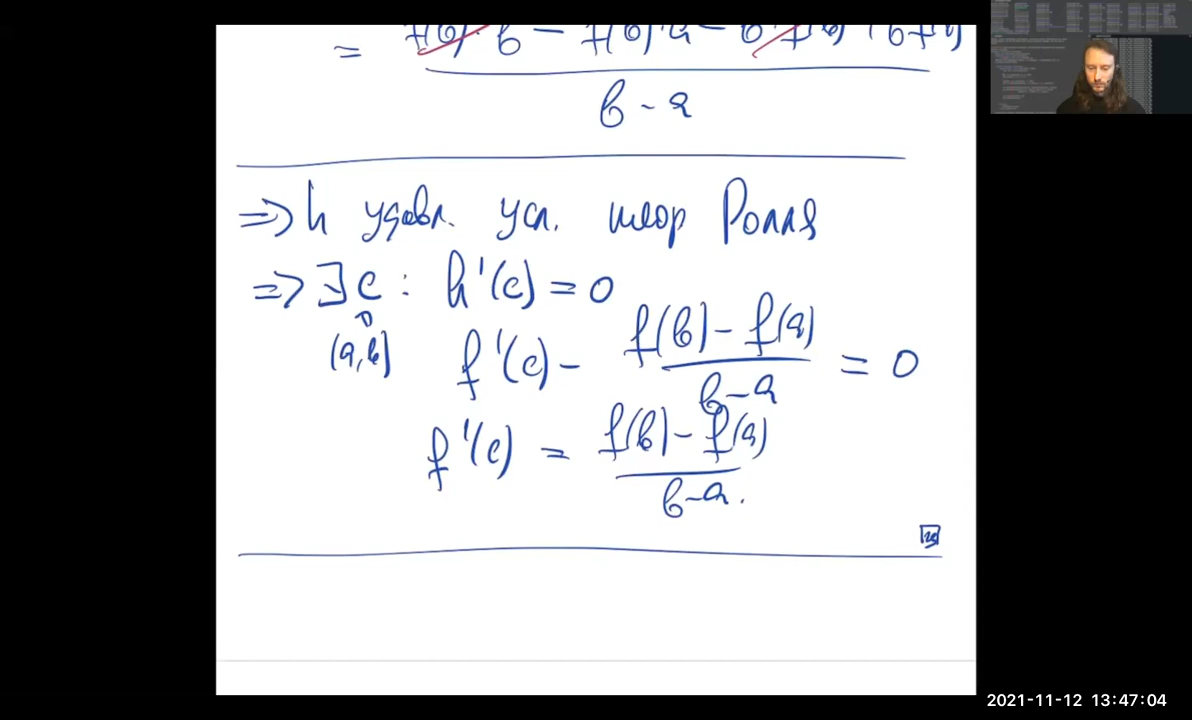 =
b - a
⇒ h удовл. усл. теор Ролля
⇒ ∃ c : h'(c) = 0
(a, b)
f'(c) - f(b) - f(a) / b - a = 0
f'(c) = f(b) - f(a) / b - a .
2021-11-12 13:47:04